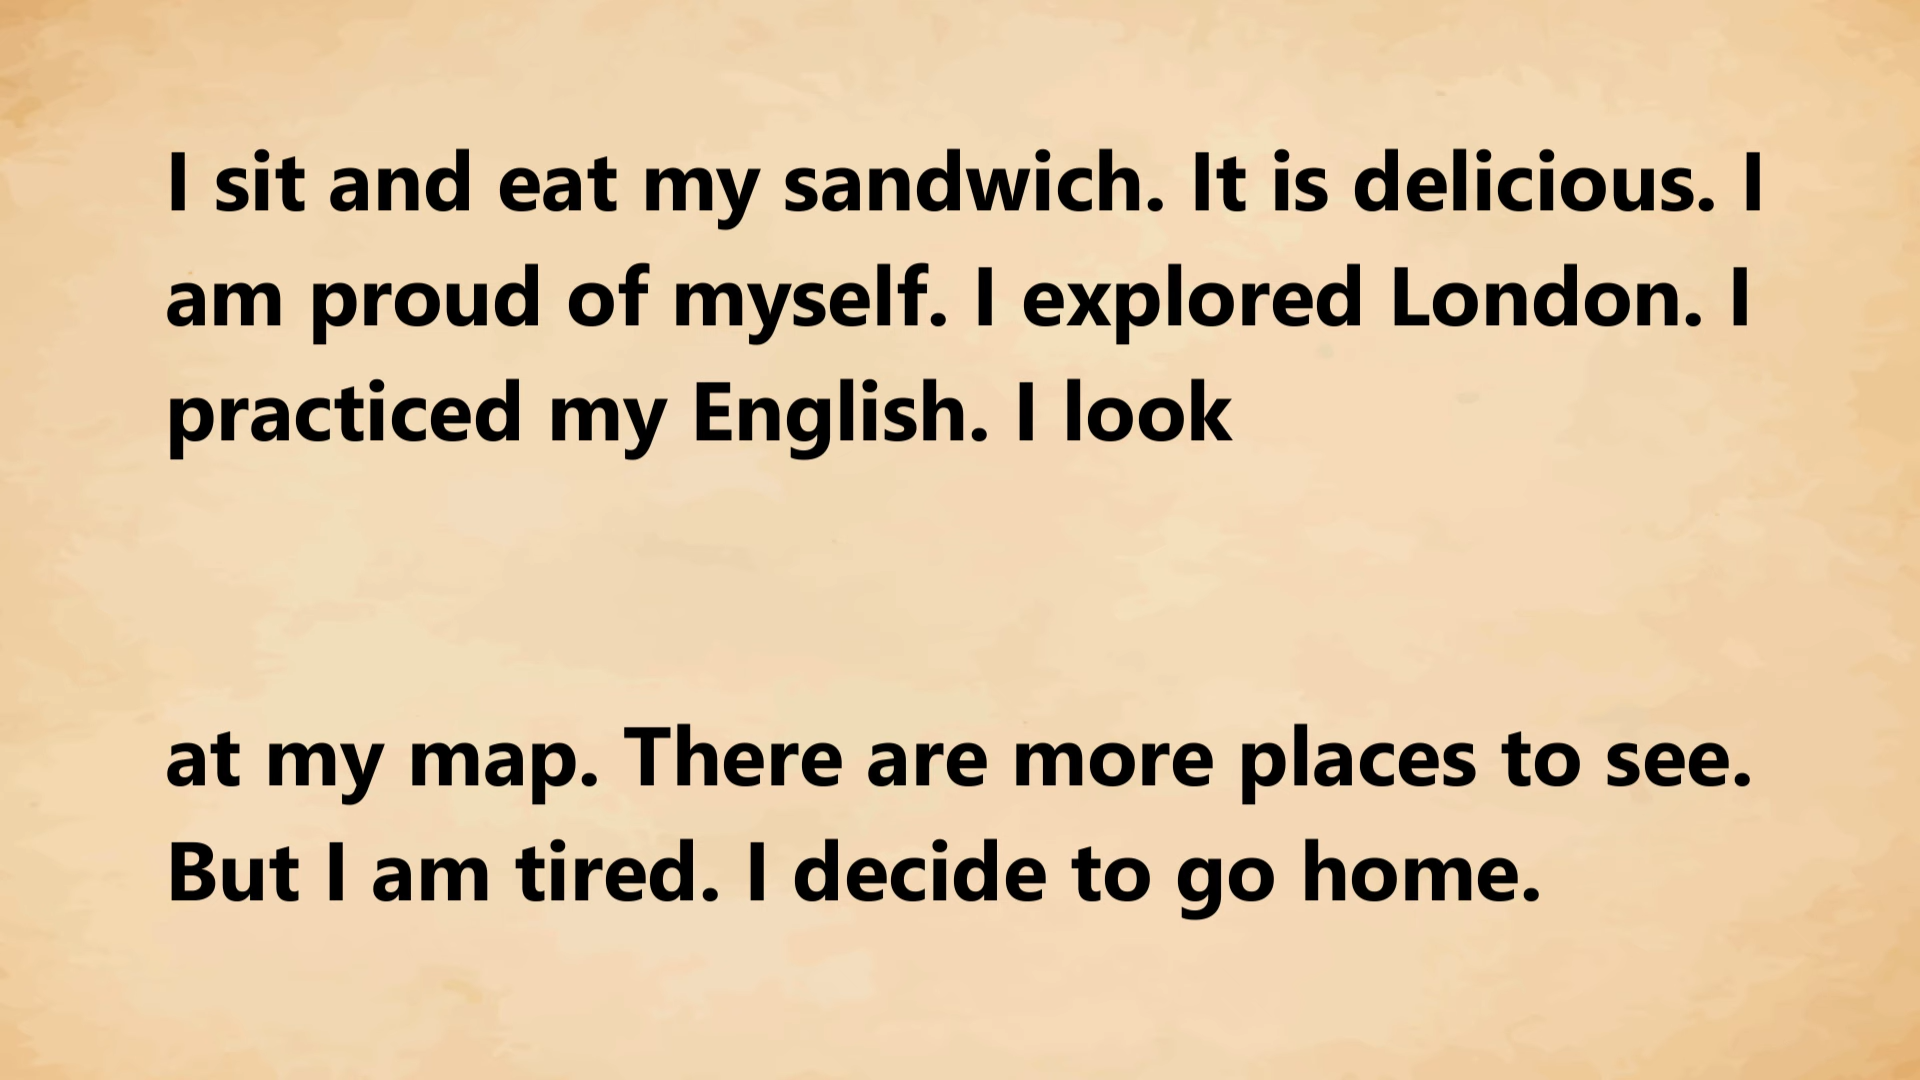 I sit and eat my sandwich. It is delicious. I
am proud of myself. I explored London. I
practiced my English. I look
at my map. There are more places to see.
But I am tired. I decide to go home.